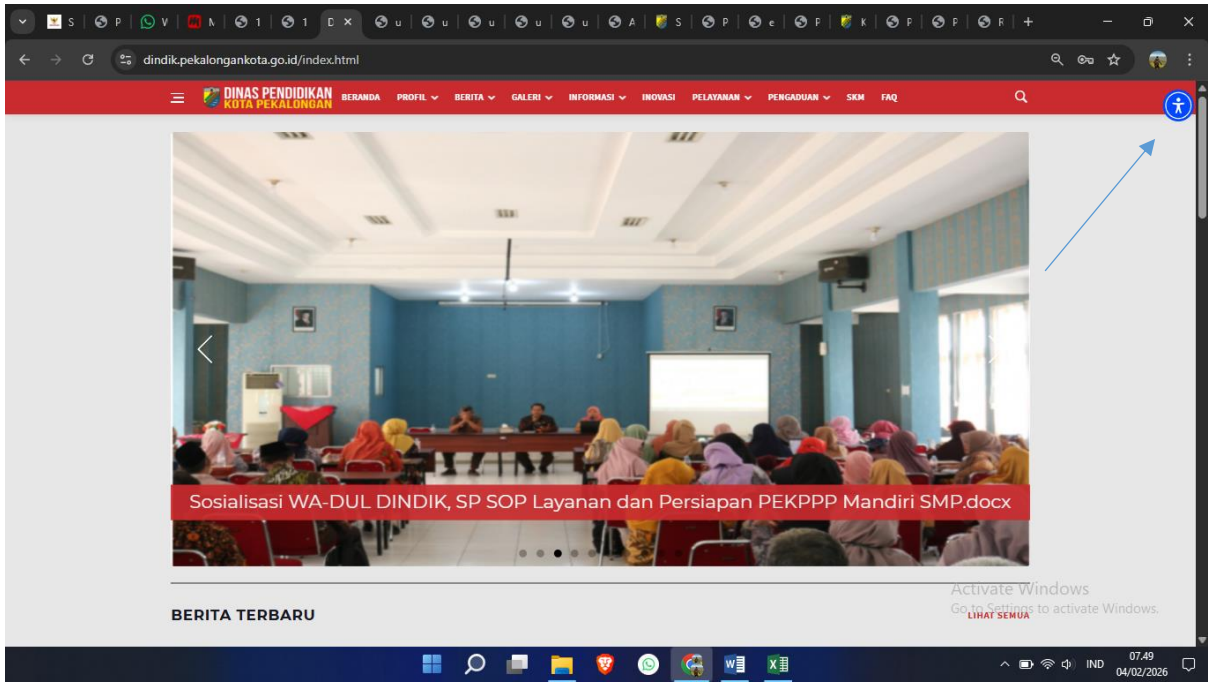 S P V N 1 1 D u u u u u A S P e F K P P R
dindik.pekalongankota.go.id/index.html
DINAS PENDIDIKAN
KOTA PEKALONGAN
BERANDA PROFIL BERITA GALERI INFORMASI INOVASI PELAYANAN PENGADUAN SKM FAQ
Sosialisasi WA-DUL DINDIK, SP SOP Layanan dan Persiapan PEKPPP Mandiri SMP.docx
BERITA TERBARU
LIHAT SEMUA
Activate Windows
Go to Settings to activate Windows.
IND
07.49
04/02/2026